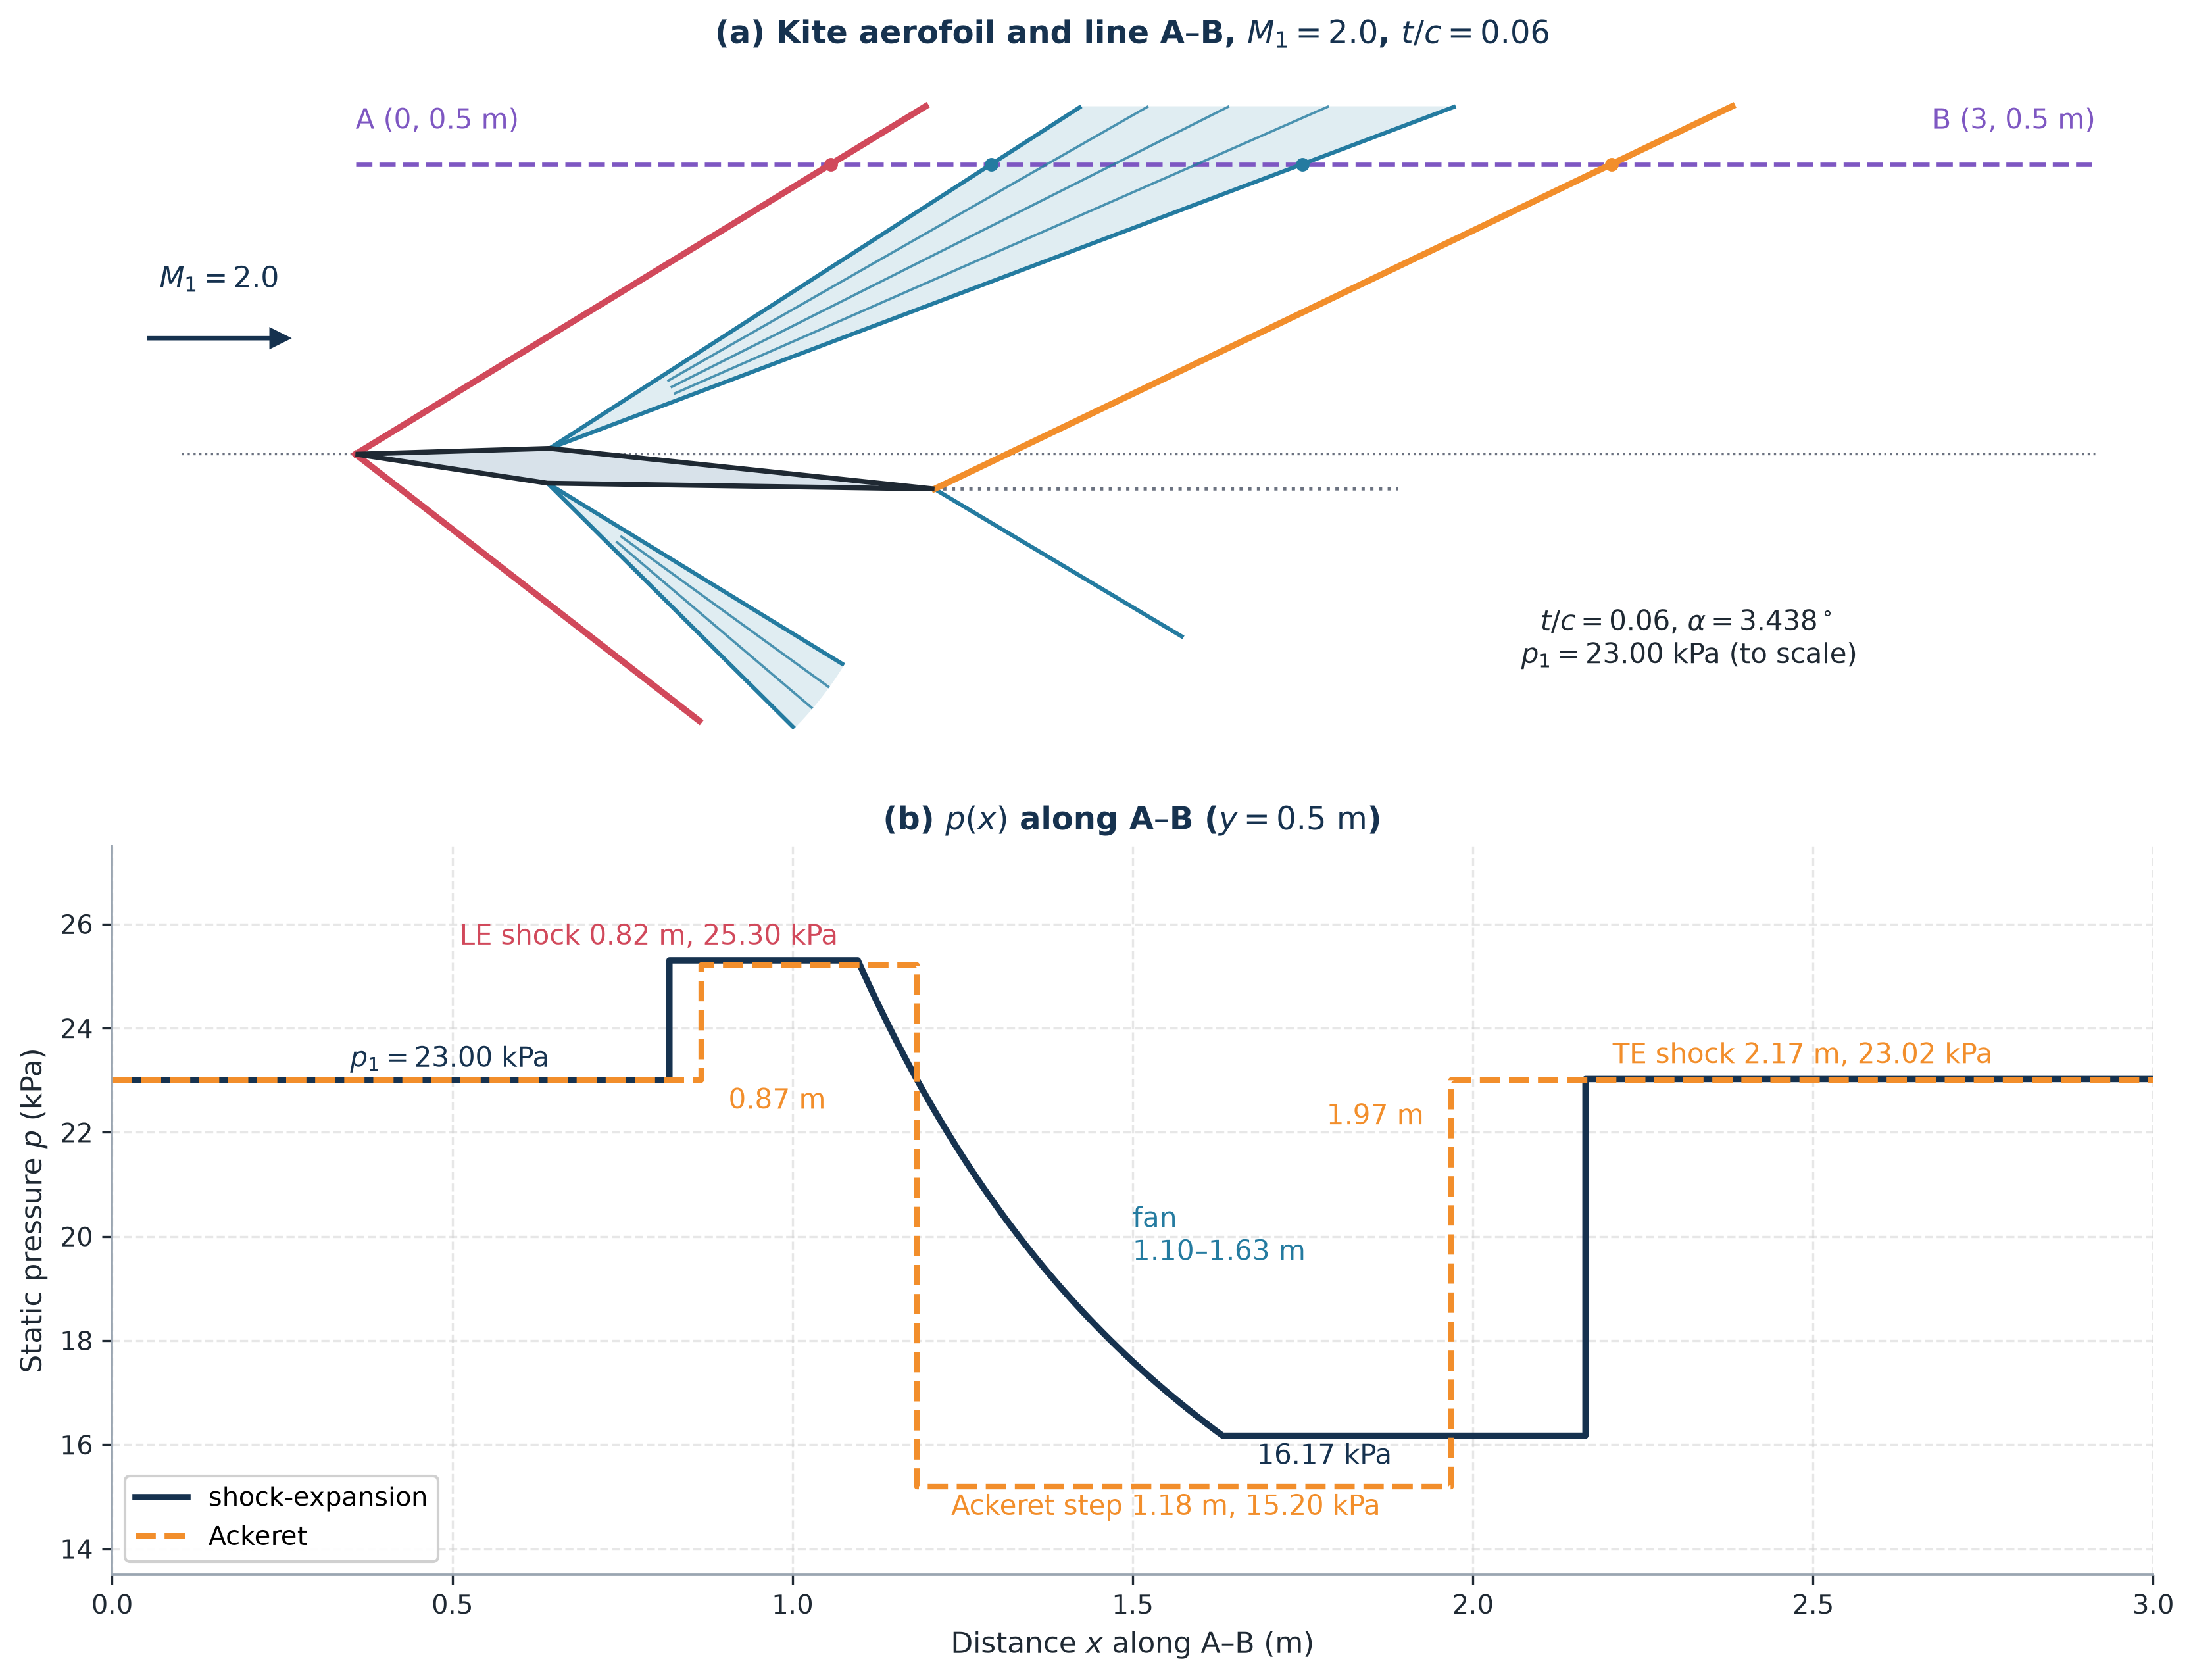 (a) Kite aerofoil and line A–B, M₁ = 2.0, t/c = 0.06
A (0, 0.5 m)
B (3, 0.5 m)
M₁ = 2.0
t/c = 0.06, α = 3.438°
p₁ = 23.00 kPa (to scale)
(b) p(x) along A–B (y = 0.5 m)
Static pressure p (kPa)
26
24
22
20
18
16
14
LE shock 0.82 m, 25.30 kPa
p₁ = 23.00 kPa
0.87 m
TE shock 2.17 m, 23.02 kPa
1.97 m
fan
1.10–1.63 m
16.17 kPa
Ackeret step 1.18 m, 15.20 kPa
shock-expansion
Ackeret
0.0 0.5 1.0 1.5 2.0 2.5 3.0
Distance x along A–B (m)